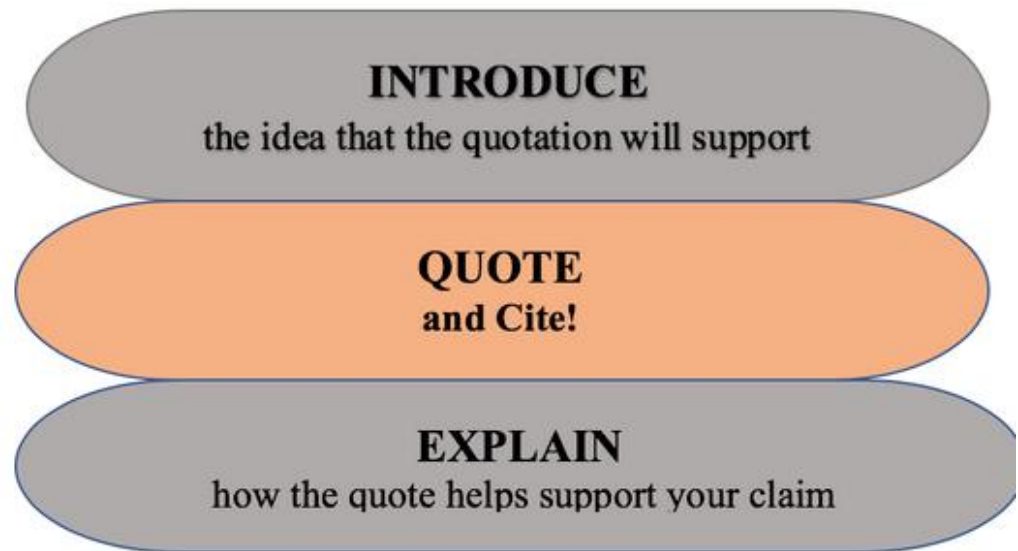 INTRODUCE
the idea that the quotation will support
QUOTE
and Cite!
EXPLAIN
how the quote helps support your claim